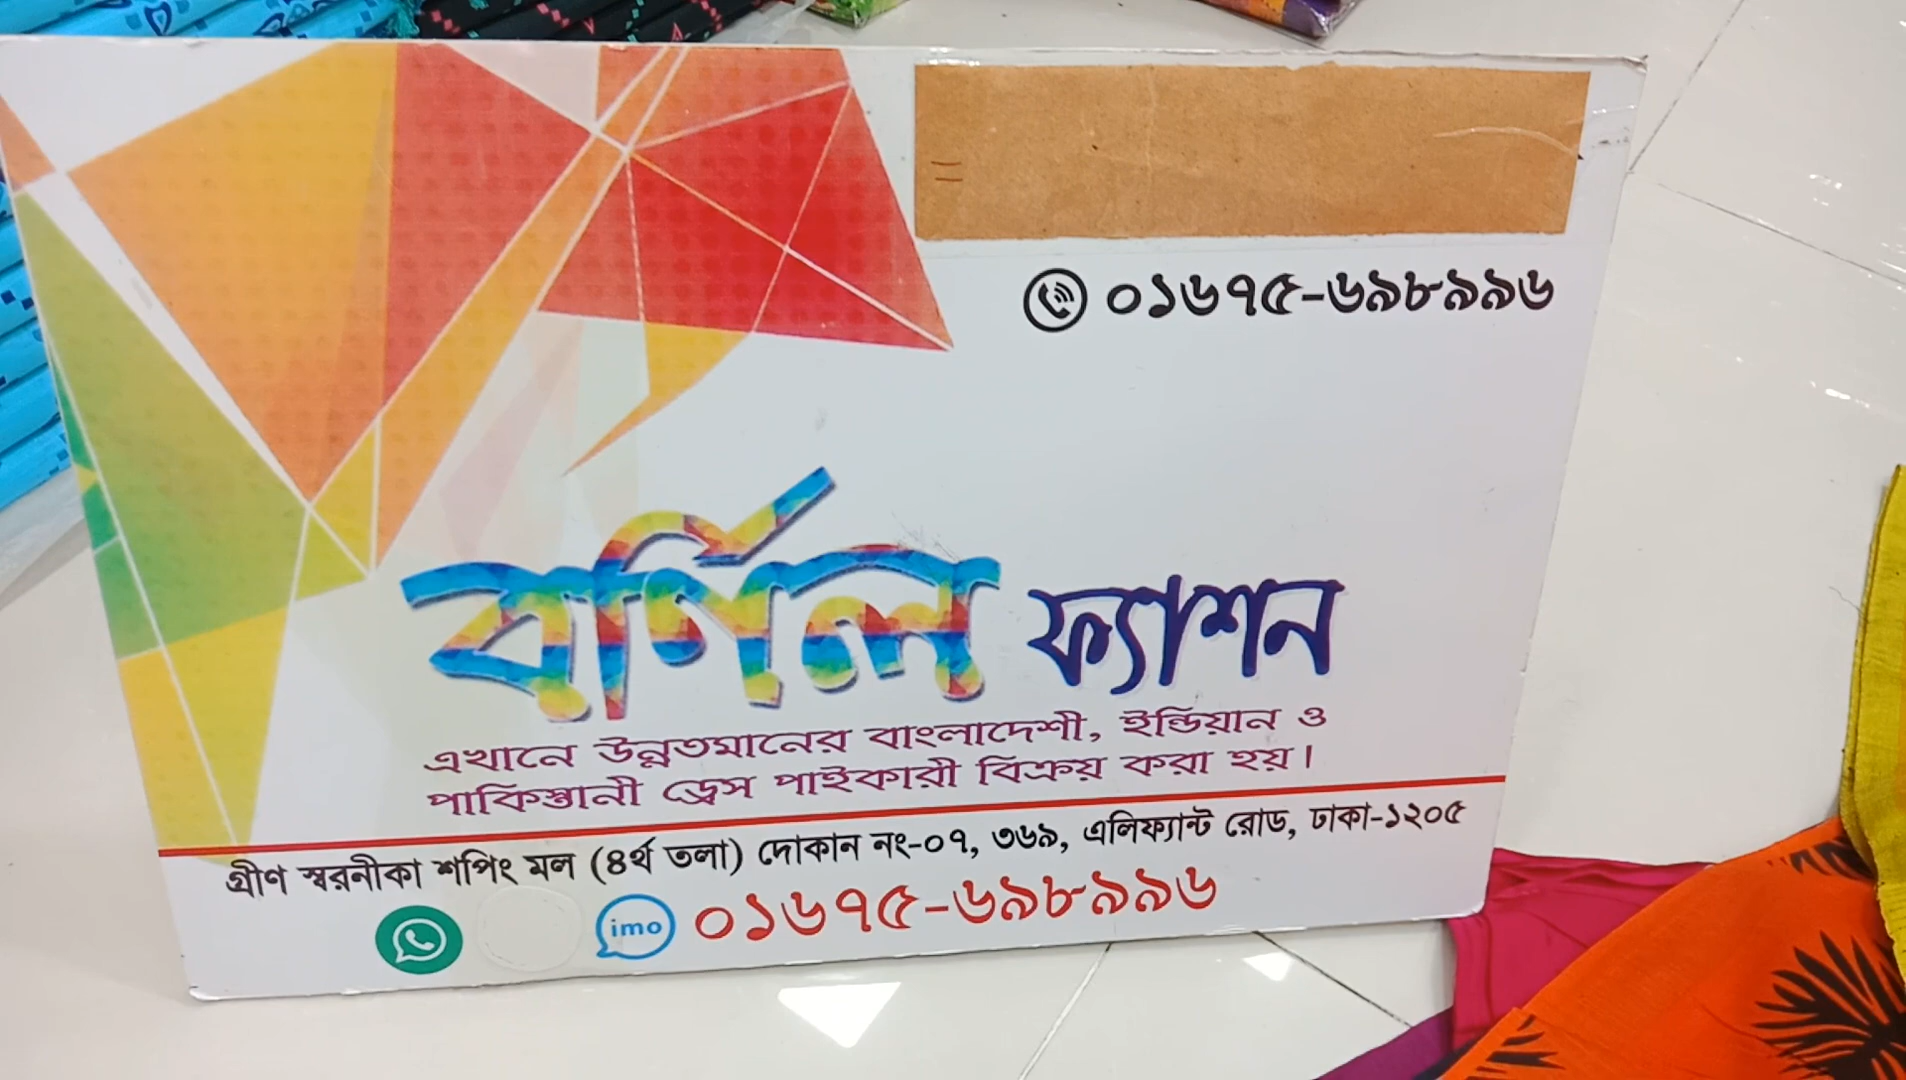 ০১৬৭৫-৬৯৮৯৯৬
বর্ণিল ফ্যাশন
এখানে উন্নতমানের বাংলাদেশী, ইন্ডিয়ান ও
পাকিস্তানী ড্রেস পাইকারী বিক্রয় করা হয়।
গ্রীণ স্বরনীকা শপিং মল (৪র্থ তলা) দোকান নং-০৭, ৩৬৯, এলিফ্যান্ট রোড, ঢাকা-১২০৫
imo ০১৬৭৫-৬৯৮৯৯৬